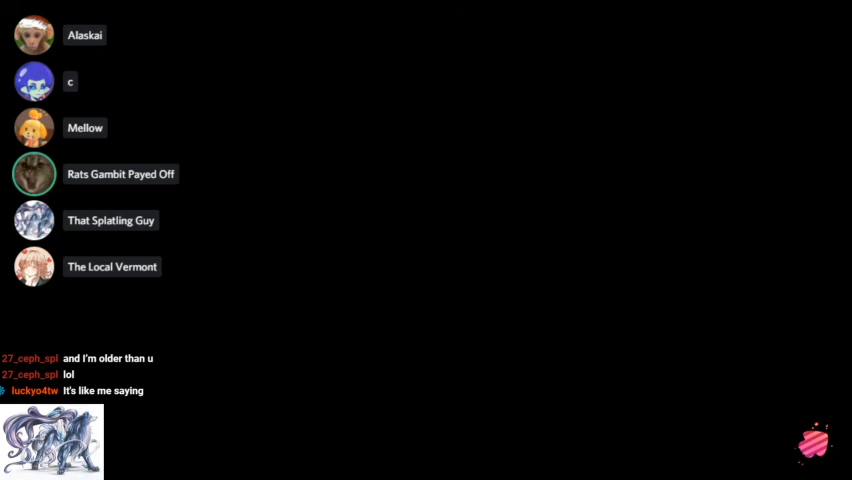 Alaskai
c
Mellow
Rats Gambit Payed Off
That Splatling Guy
The Local Vermont
27_ceph_spl and I'm older than u
27_ceph_spl lol
luckyo4tw It's like me saying